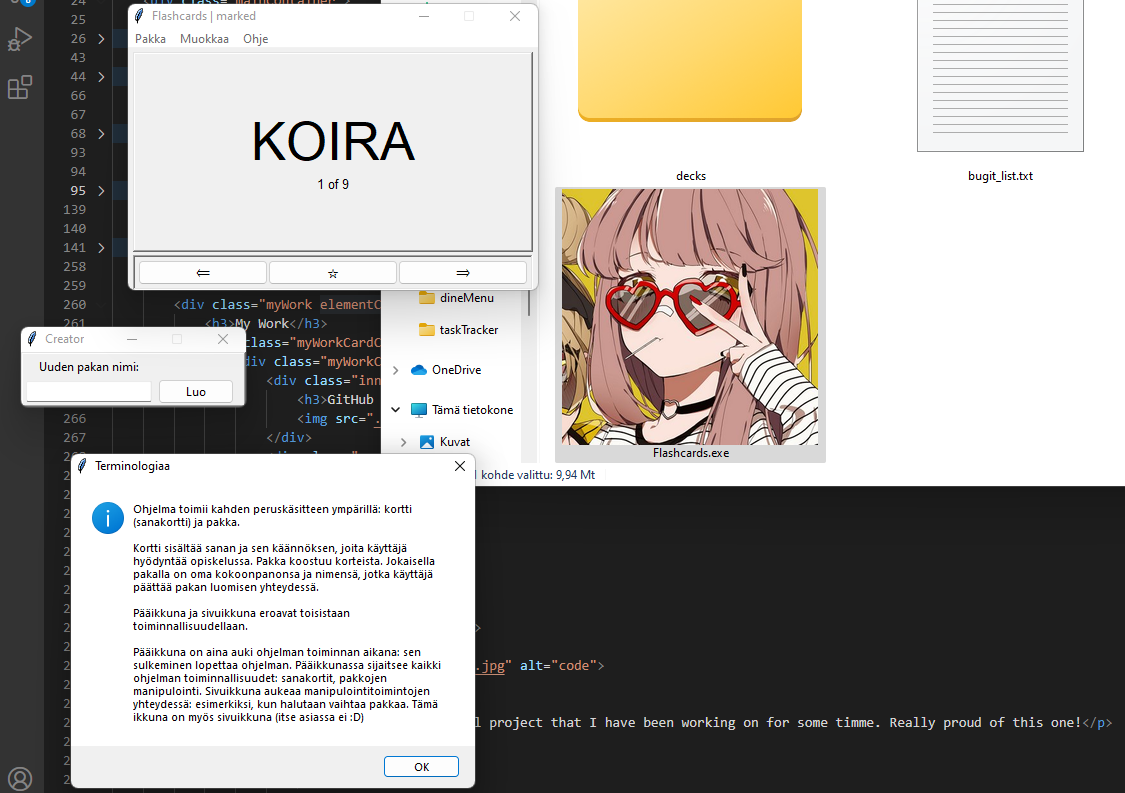 24
<div class="mainContainer">
25
26
43
44
66
67
68
93
94
95
139
140
141
258
259
260
<div class="myWork elementC
261
<h3>My Work</h3>
class="myWorkCardC
div class="myWorkC
<div class="inn
<h3>GitHub
266
<img src=".
267
</div>
Flashcards | marked
Pakka Muokkaa Ohje
KOIRA
1 of 9
⇐ ☆ ⇒
Creator
Uuden pakan nimi:
Luo
Terminologiaa
Ohjelma toimii kahden peruskäsitteen ympärillä: kortti
(sanakortti) ja pakka.
Kortti sisältää sanan ja sen käännöksen, joita käyttäjä
hyödyntää opiskelussa. Pakka koostuu korteista. Jokaisella
pakalla on oma kokoonpanonsa ja nimensä, jotka käyttäjä
päättää pakan luomisen yhteydessä.
Pääikkuna ja sivuikkuna eroavat toisistaan
toiminnallisuudellaan.
Pääikkuna on aina auki ohjelman toiminnan aikana: sen
sulkeminen lopettaa ohjelman. Pääikkunassa sijaitsee kaikki
ohjelman toiminnallisuudet: sanakortit, pakkojen
manipulointi. Sivuikkuna aukeaa manipulointitoimintojen
yhteydessä: esimerkiksi, kun halutaan vaihtaa pakkaa. Tämä
ikkuna on myös sivuikkuna (itse asiassa ei :D)
OK
decks
bugit_list.txt
Flashcards.exe
dineMenu
taskTracker
OneDrive
Tämä tietokone
Kuvat
kohde valittu: 9,94 Mt
>
.jpg" alt="code">
l project that I have been working on for some timme. Really proud of this one!</p>